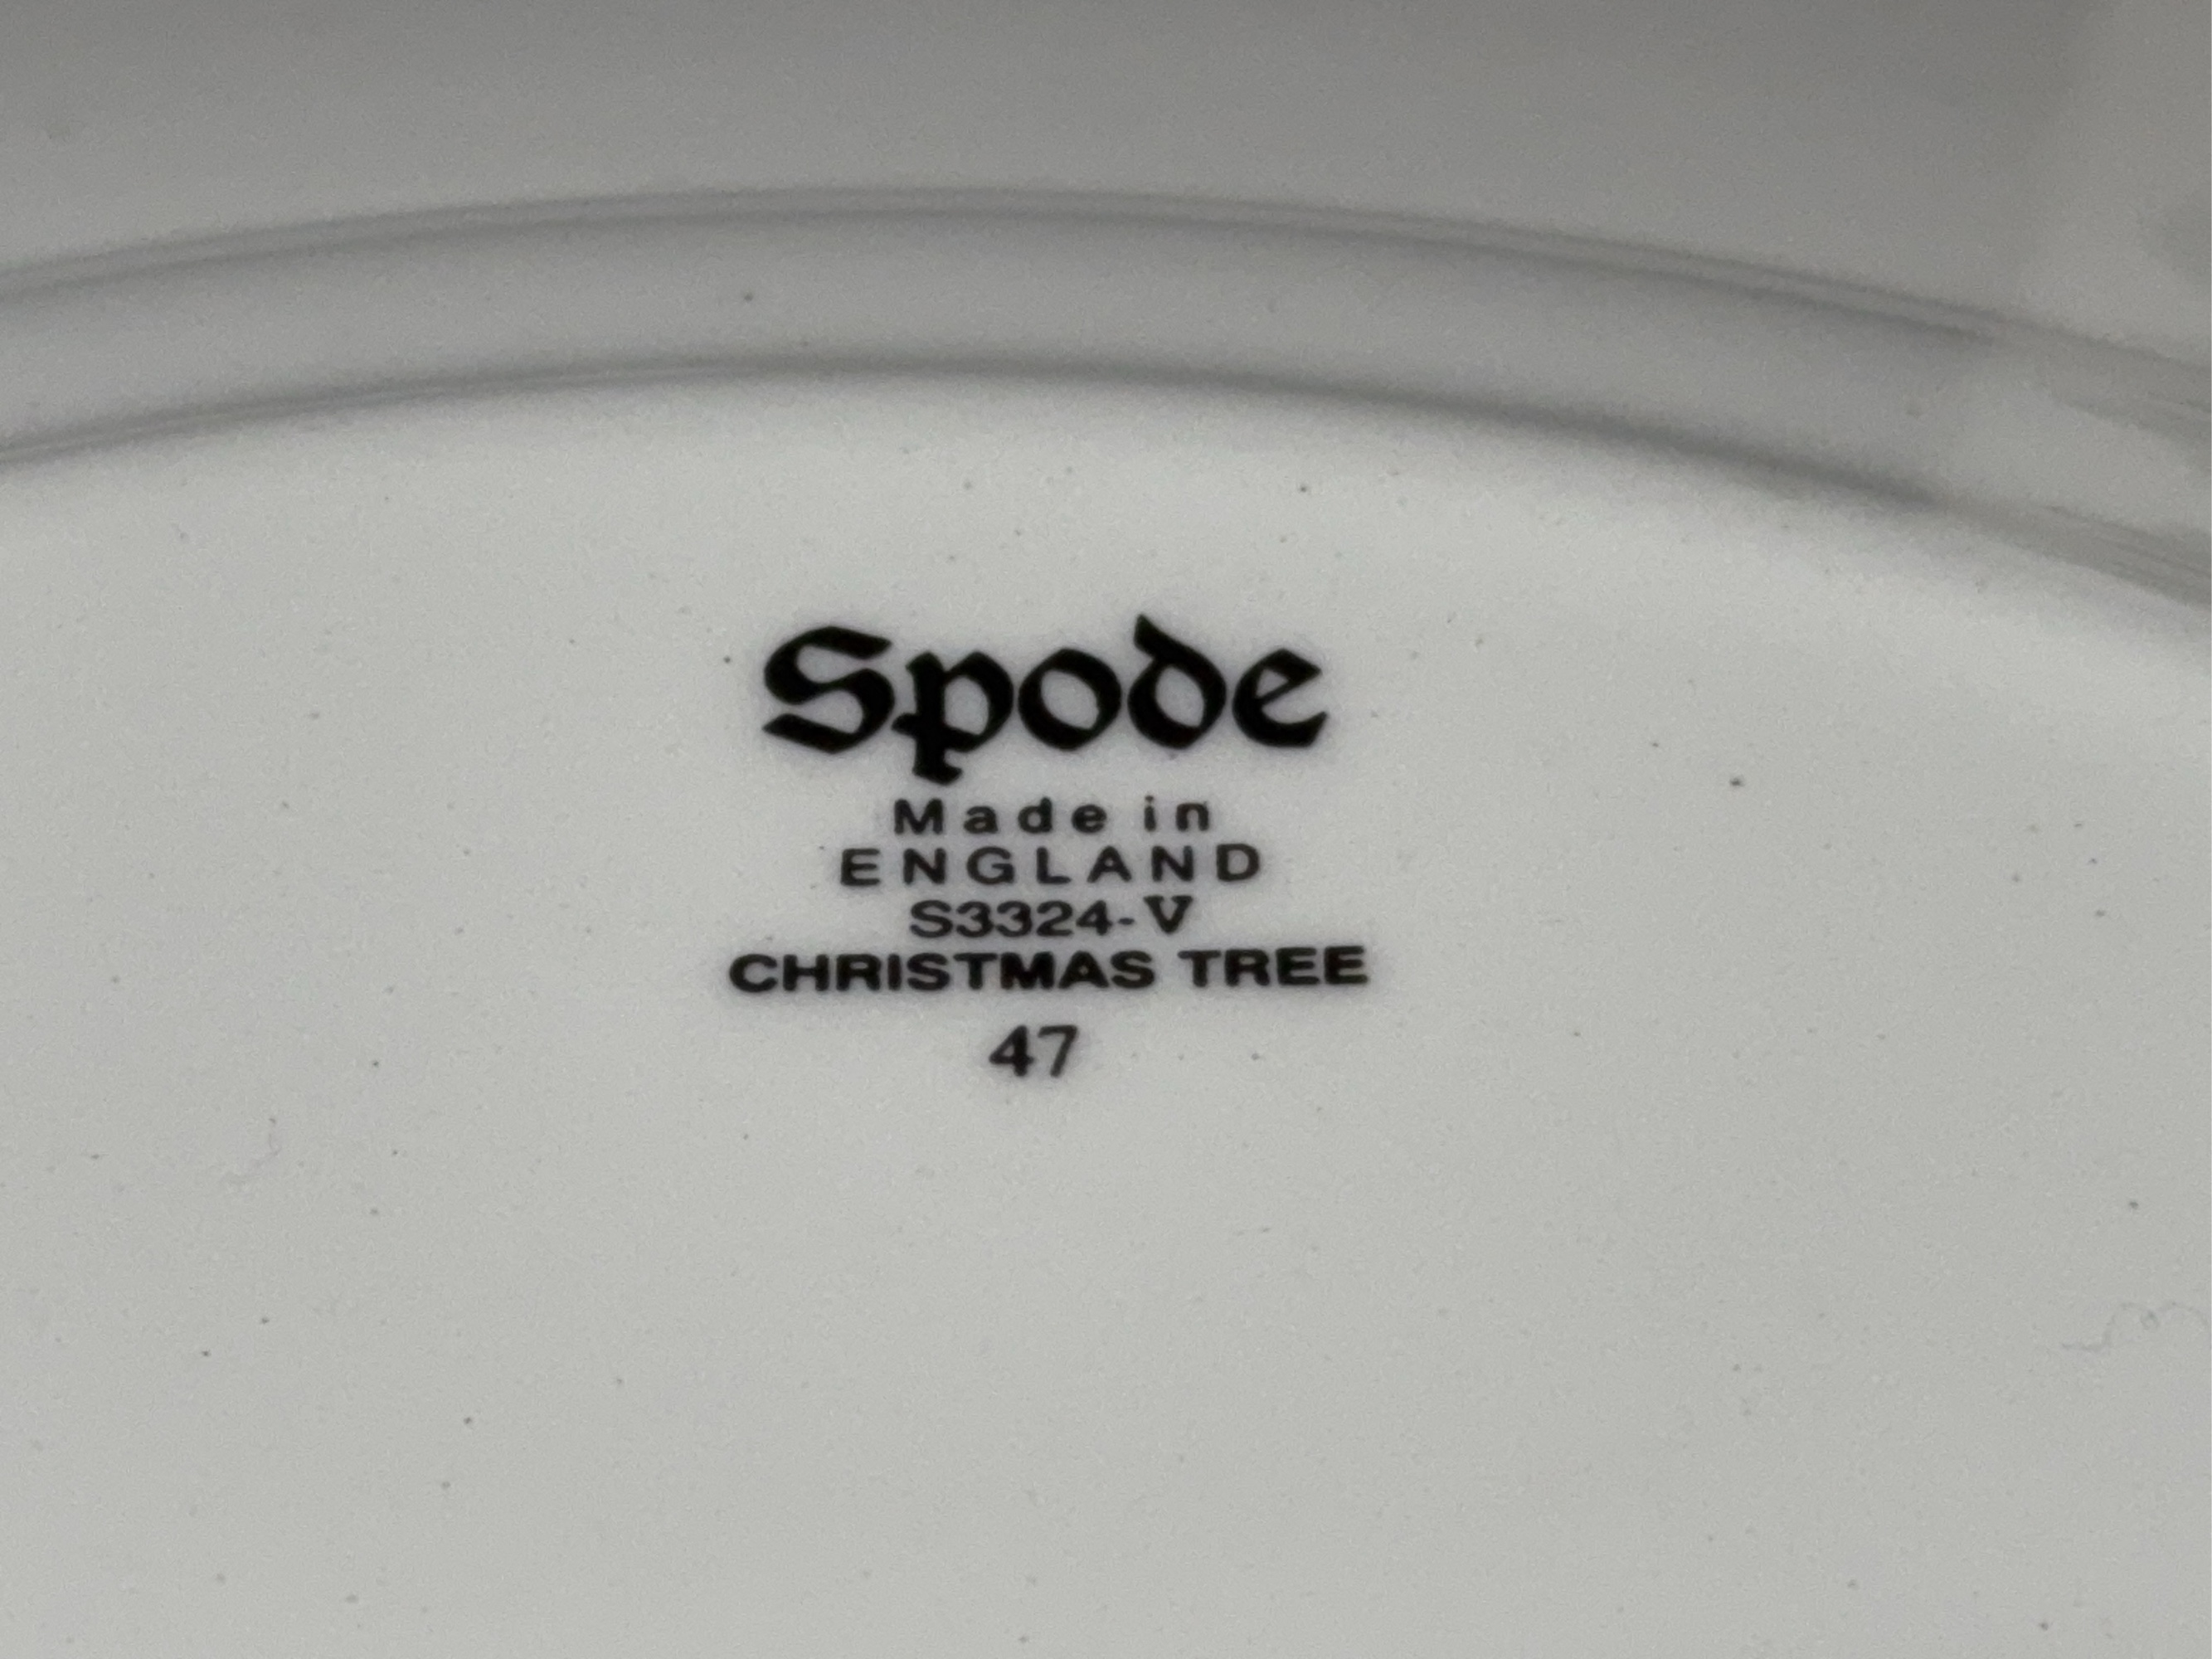 Spode
Made in
ENGLAND
S3324-V
CHRISTMAS TREE
47